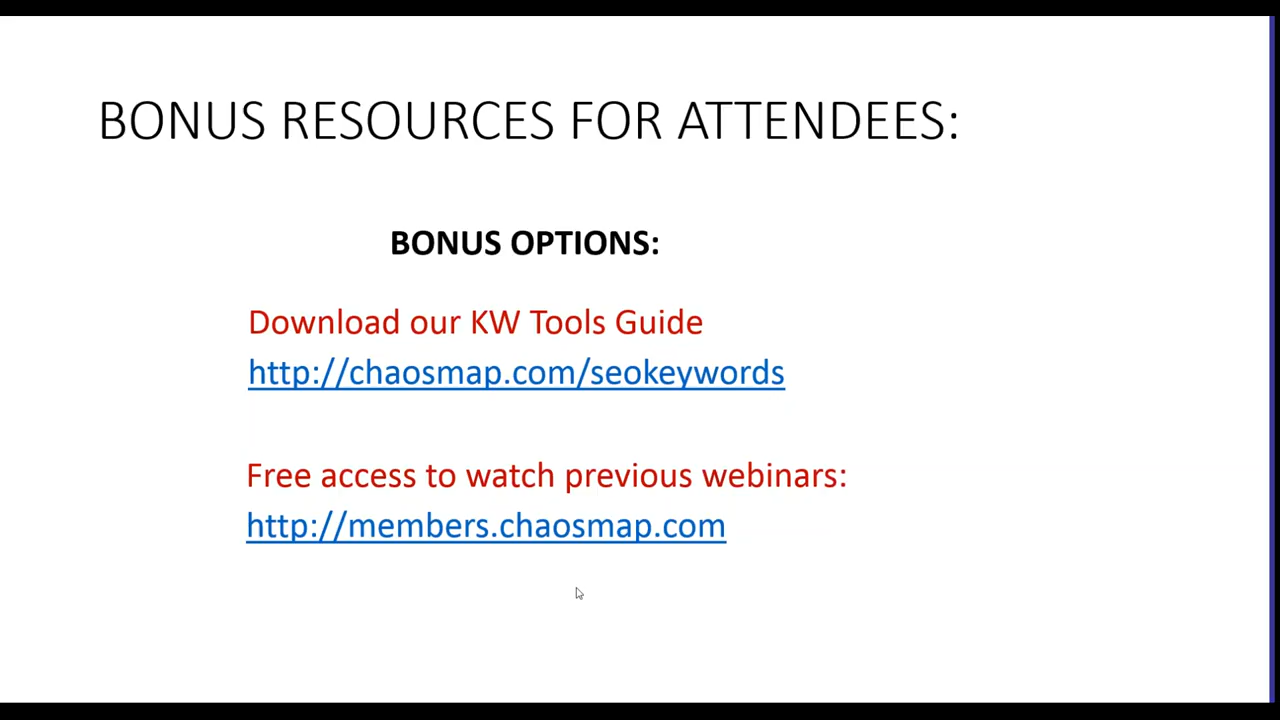 BONUS RESOURCES FOR ATTENDEES:
BONUS OPTIONS:
Download our KW Tools Guide
http://chaosmap.com/seokeywords
Free access to watch previous webinars:
http://members.chaosmap.com